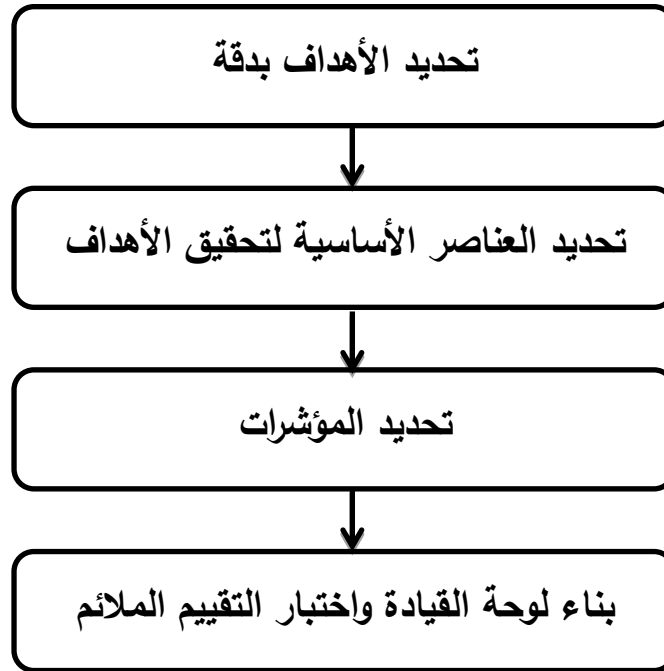 تحديد الأهداف بدقة
تحديد العناصر الأساسية لتحقيق الأهداف
تحديد المؤشرات
بناء لوحة القيادة واختبار التقييم الملائم